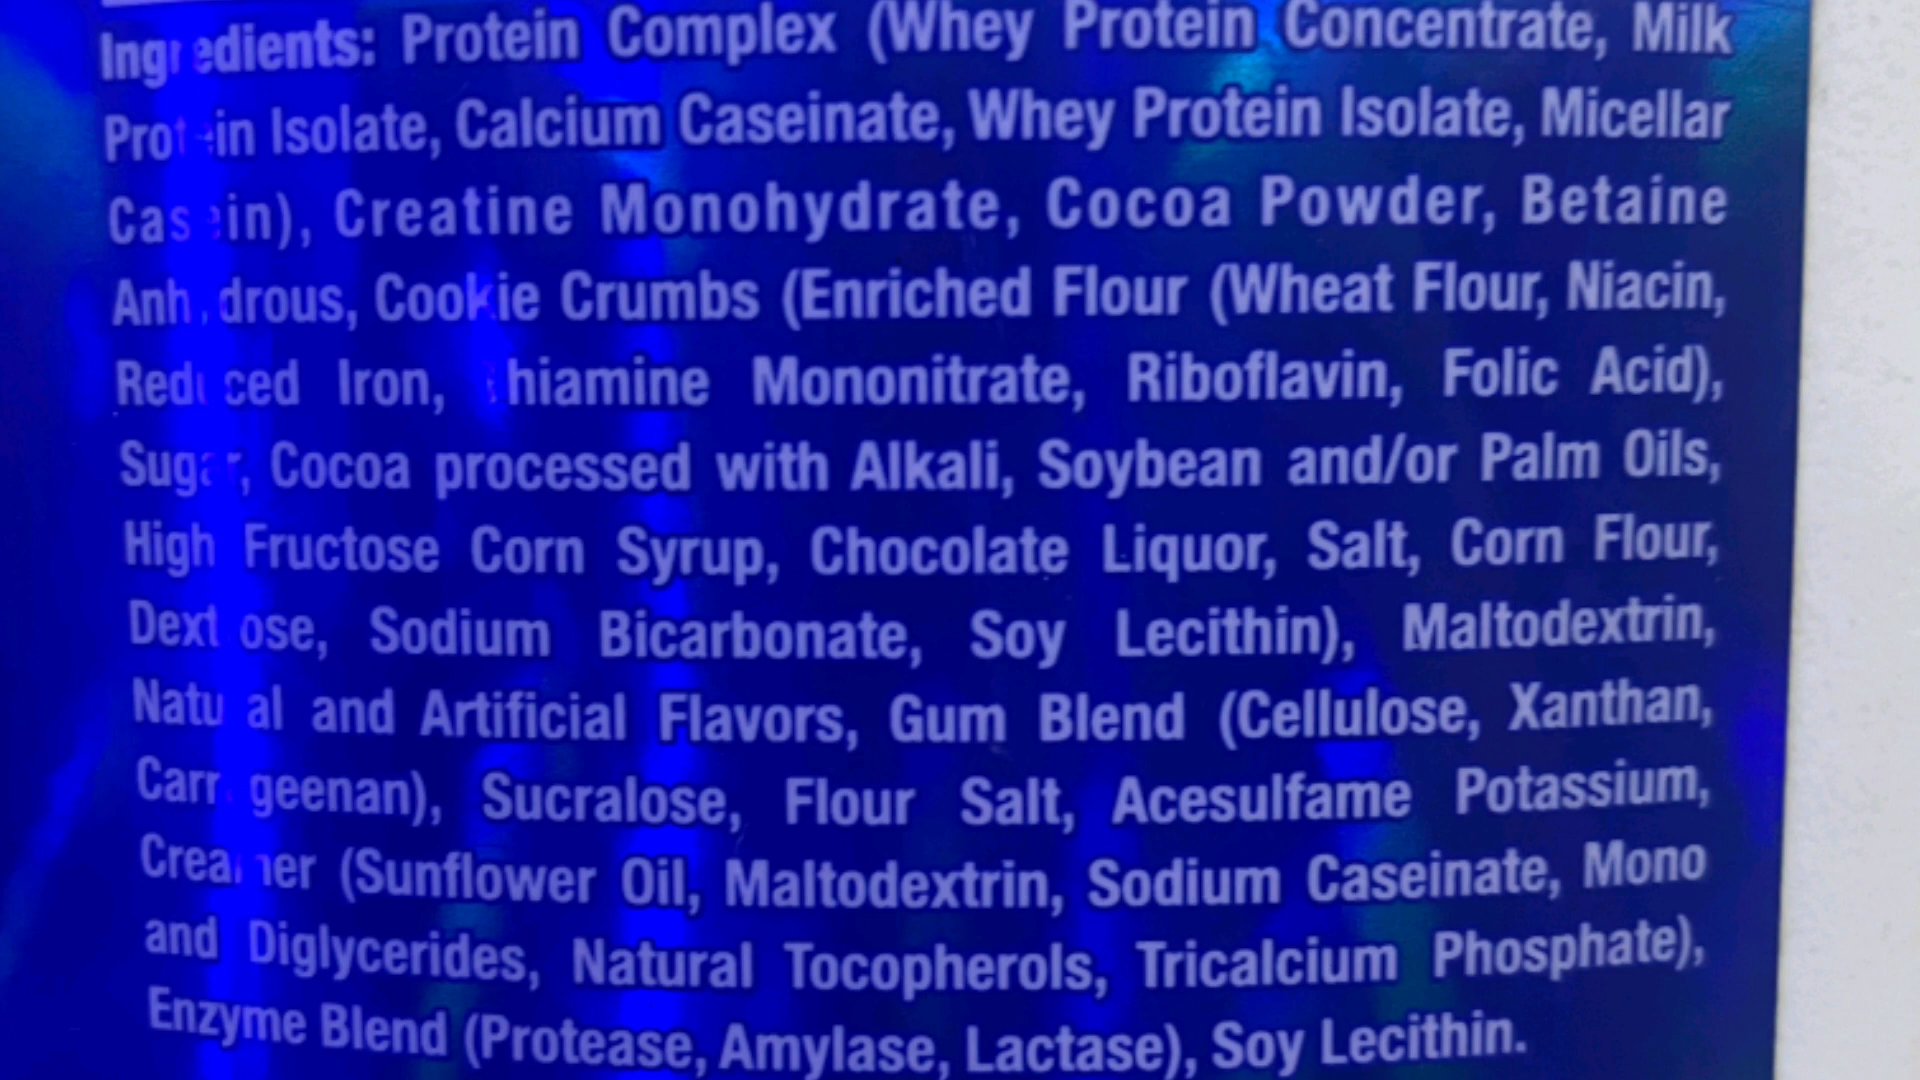 Ingredients: Protein Complex (Whey Protein Concentrate, Milk
Protein Isolate, Calcium Caseinate, Whey Protein Isolate, Micellar
Casein), Creatine Monohydrate, Cocoa Powder, Betaine
Anhydrous, Cookie Crumbs (Enriched Flour (Wheat Flour, Niacin,
Reduced Iron, Thiamine Mononitrate, Riboflavin, Folic Acid),
Sugar, Cocoa processed with Alkali, Soybean and/or Palm Oils,
High Fructose Corn Syrup, Chocolate Liquor, Salt, Corn Flour,
Dextrose, Sodium Bicarbonate, Soy Lecithin), Maltodextrin,
Natural and Artificial Flavors, Gum Blend (Cellulose, Xanthan,
Carrageenan), Sucralose, Flour Salt, Acesulfame Potassium,
Creamer (Sunflower Oil, Maltodextrin, Sodium Caseinate, Mono
and Diglycerides, Natural Tocopherols, Tricalcium Phosphate),
Enzyme Blend (Protease, Amylase, Lactase), Soy Lecithin.